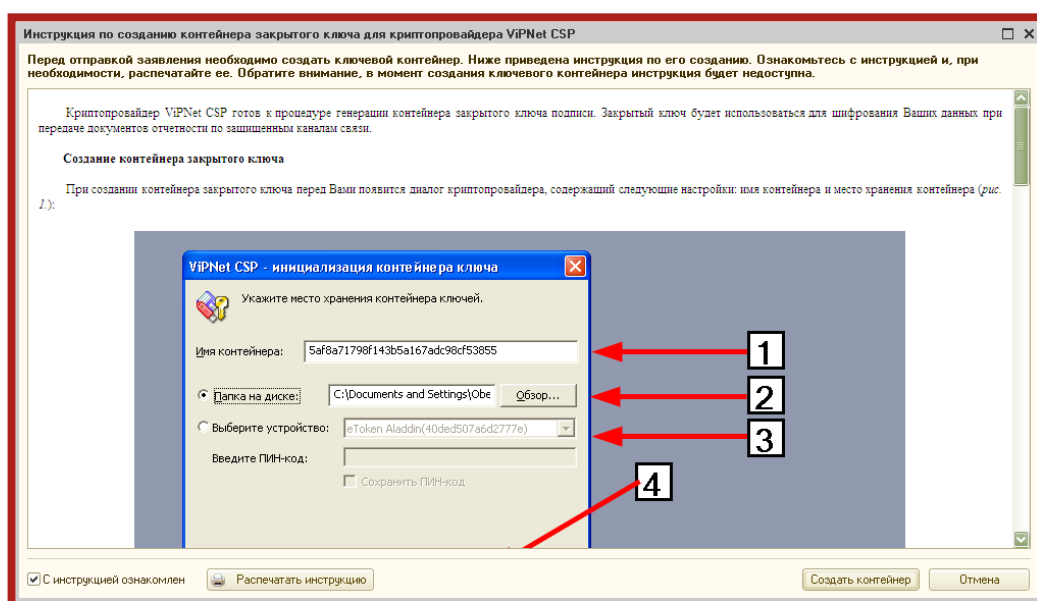 Инструкция по созданию контейнера закрытого ключа для криптопровайдера ViPNet CSP
Перед отправкой заявления необходимо создать ключевой контейнер. Ниже приведена инструкция по его созданию. Ознакомьтесь с инструкцией и, при
необходимости, распечатайте ее. Обратите внимание, в момент создания ключевого контейнера инструкция будет недоступна.
Криптопровайдер ViPNet CSP готов к процедуре генерации контейнера закрытого ключа подписи. Закрытый ключ будет использоваться для шифрования Ваших данных при
передаче документов отчетности по защищенным каналам связи.
Создание контейнера закрытого ключа
При создании контейнера закрытого ключа перед Вами появится диалог криптопровайдера, содержащий следующие настройки: имя контейнера и место хранения контейнера (рис.
1.):
ViPNet CSP - инициализация контейнера ключа
Укажите место хранения контейнера ключей.
Имя контейнера: 5af8a71798f143b5a167adc98cf53855
1
Папка на диске: C:\Documents and Settings\Obe Обзор...
2
Выберите устройство: eToken Aladdin(40ded507a6d2777e)
3
Введите ПИН-код:
Сохранить ПИН-код
4
С инструкцией ознакомлен Распечатать инструкцию Создать контейнер Отмена